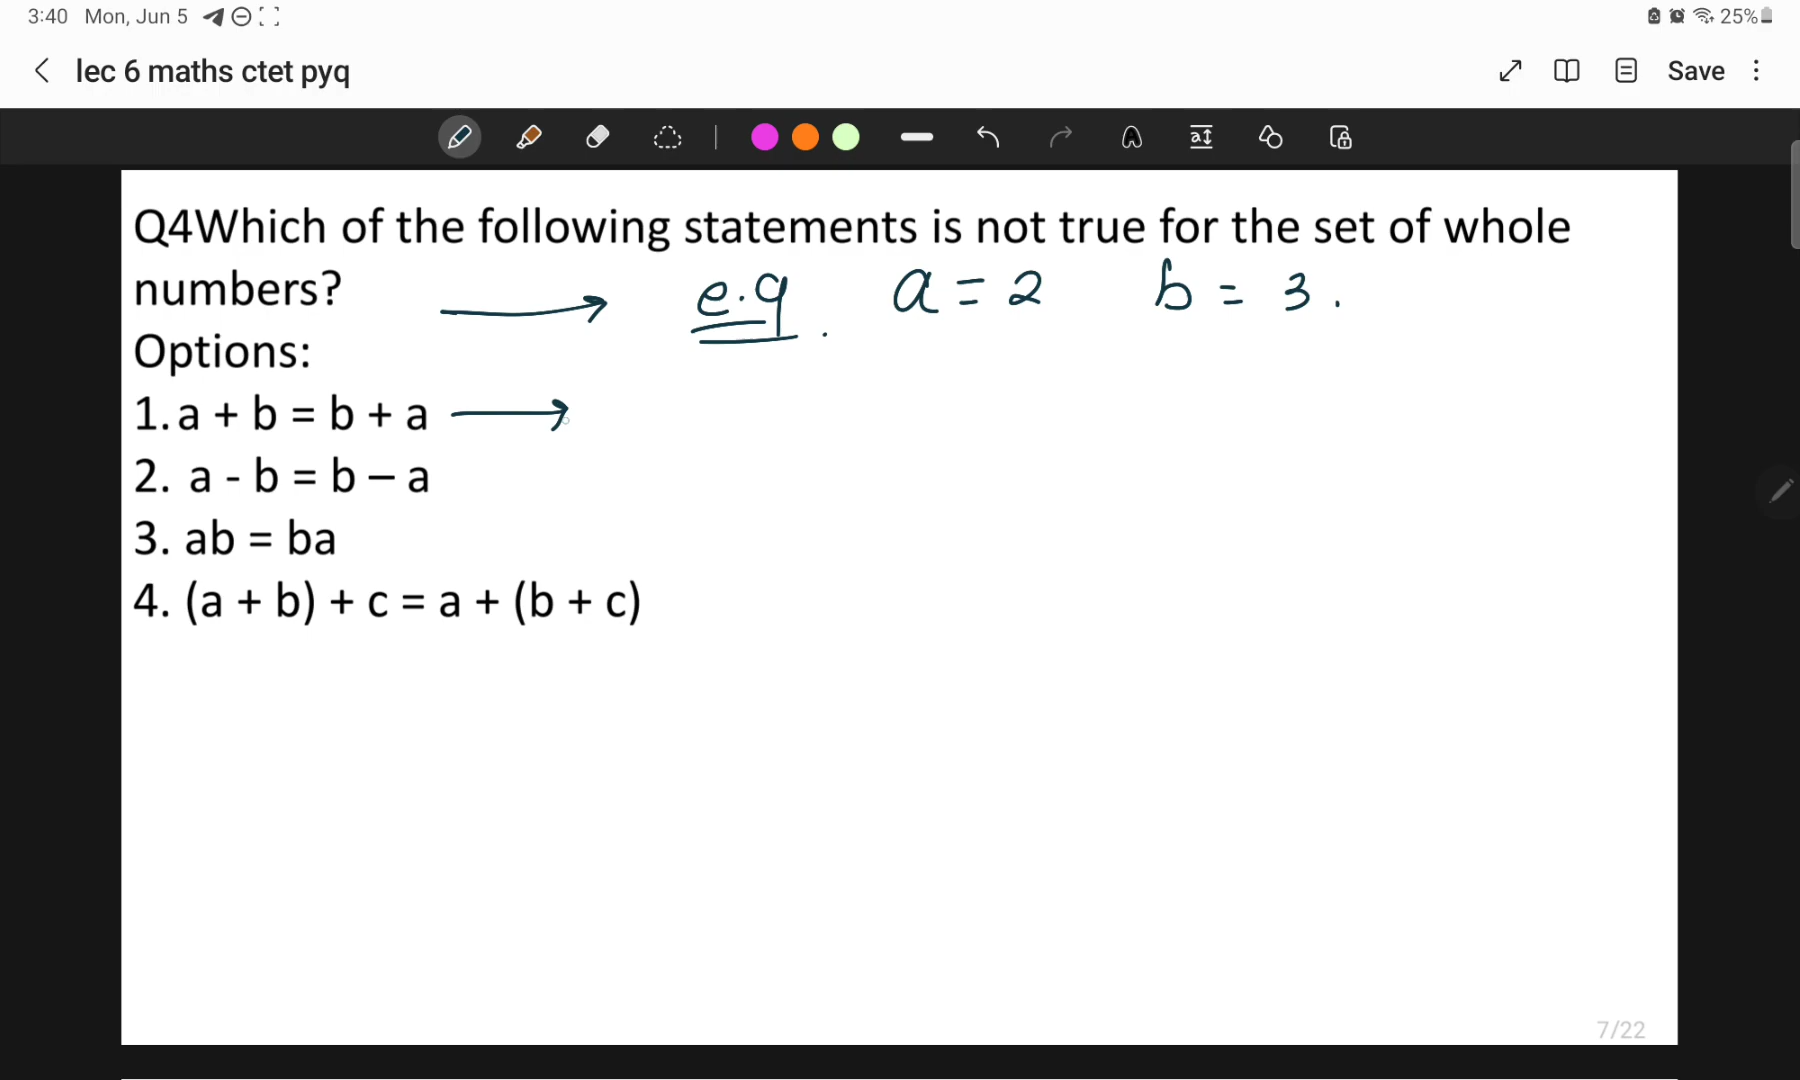 3:40 Mon, Jun 5 25%
lec 6 maths ctet pyq Save
Q4Which of the following statements is not true for the set of whole
numbers? e.g. a = 2 b = 3.
Options:
1. a + b = b + a
2. a - b = b – a
3. ab = ba
4. (a + b) + c = a + (b + c)
7/22